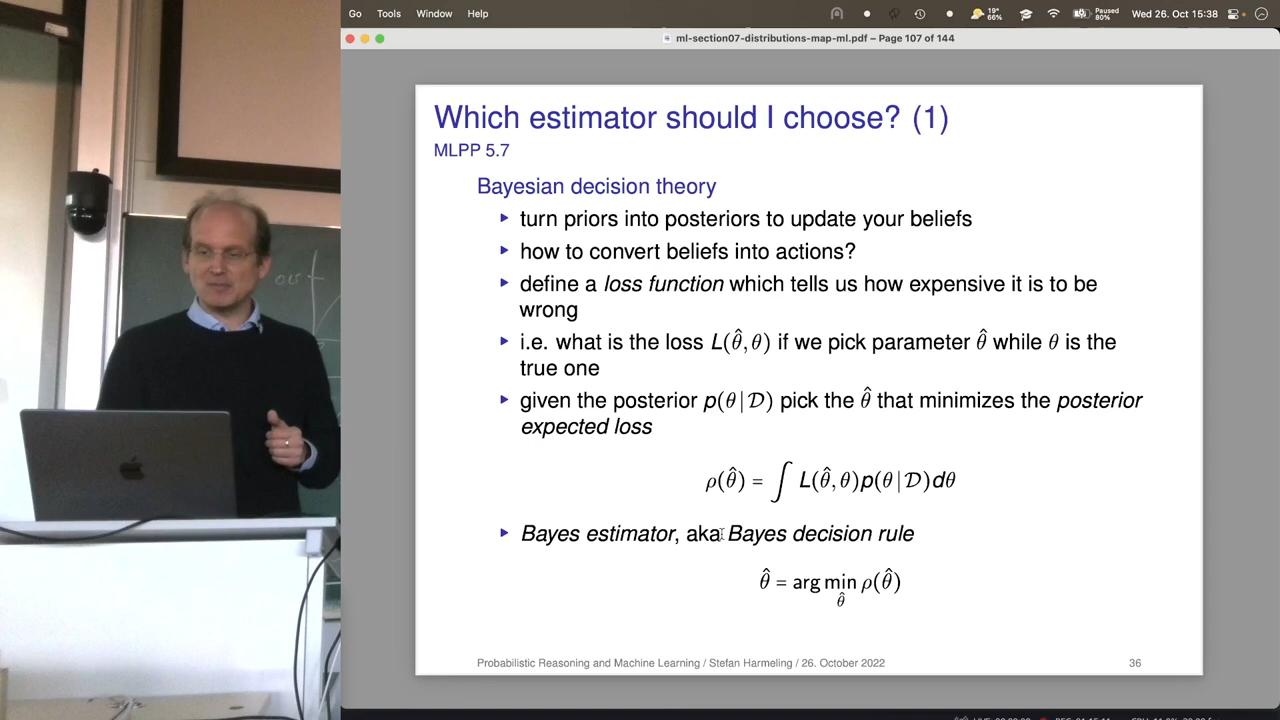 Go Tools Window Help 19° 66% Paused 80% Wed 26. Oct 15:38
ml-section07-distributions-map-ml.pdf – Page 107 of 144
Which estimator should I choose? (1)
MLPP 5.7
Bayesian decision theory
▸ turn priors into posteriors to update your beliefs
▸ how to convert beliefs into actions?
▸ define a loss function which tells us how expensive it is to be
wrong
▸ i.e. what is the loss L(θ̂, θ) if we pick parameter θ̂ while θ is the
true one
▸ given the posterior p(θ|𝒟) pick the θ̂ that minimizes the posterior
expected loss
ρ(θ̂) = ∫ L(θ̂, θ)p(θ|𝒟)dθ
▸ Bayes estimator, aka Bayes decision rule
θ̂ = arg min ρ(θ̂)
θ̂
Probabilistic Reasoning and Machine Learning / Stefan Harmeling / 26. October 2022 36
out